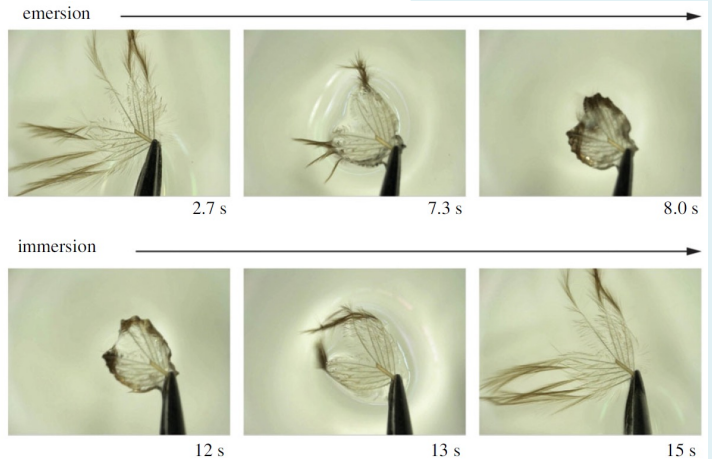 emersion
2.7 s
7.3 s
8.0 s
immersion
12 s
13 s
15 s